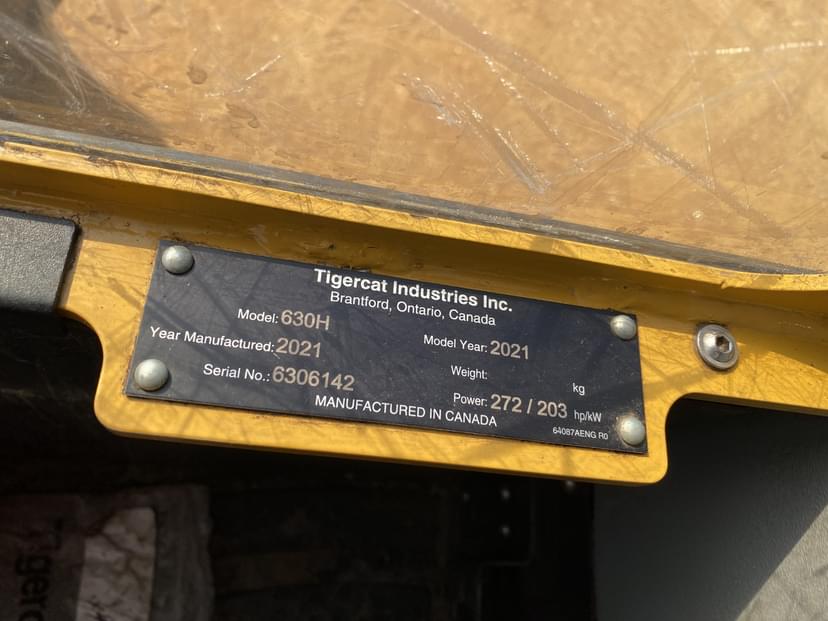 Tigercat Industries Inc.
Brantford, Ontario, Canada
Model: 630H
Year Manufactured: 2021 Model Year: 2021
Serial No.: 6306142 Weight: kg
Power: 272 / 203 hp/kW
MANUFACTURED IN CANADA
64087AENG R0
Tigerc